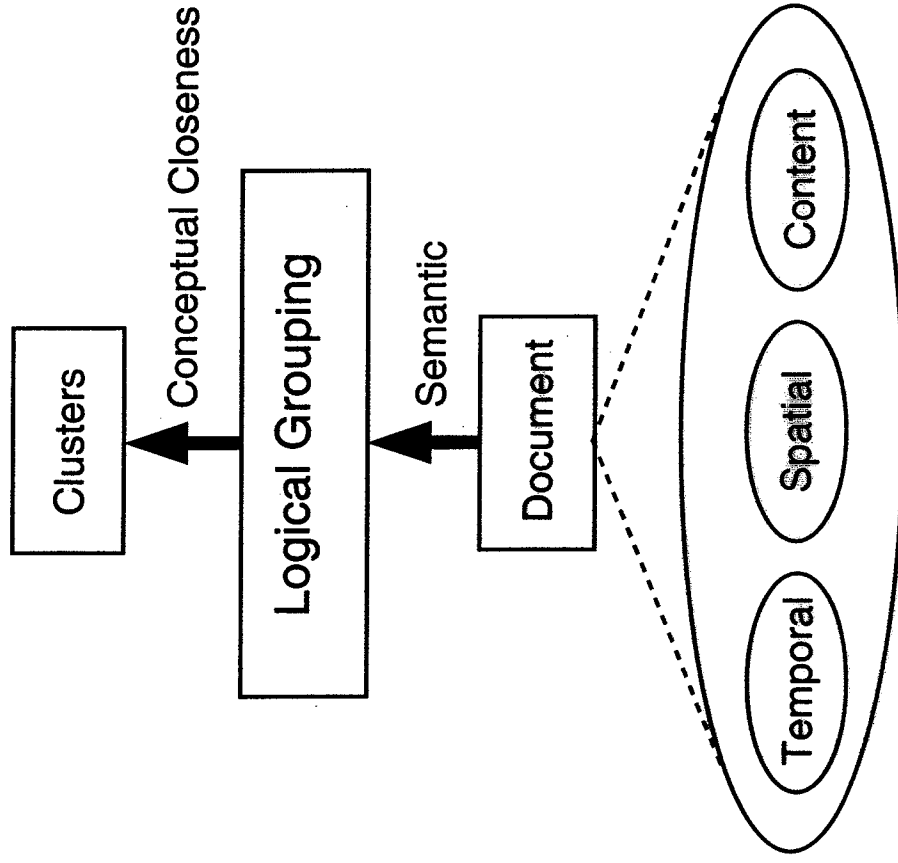 Clusters
Conceptual Closeness
Logical Grouping
Semantic
Document
Temporal
Spatial
Content